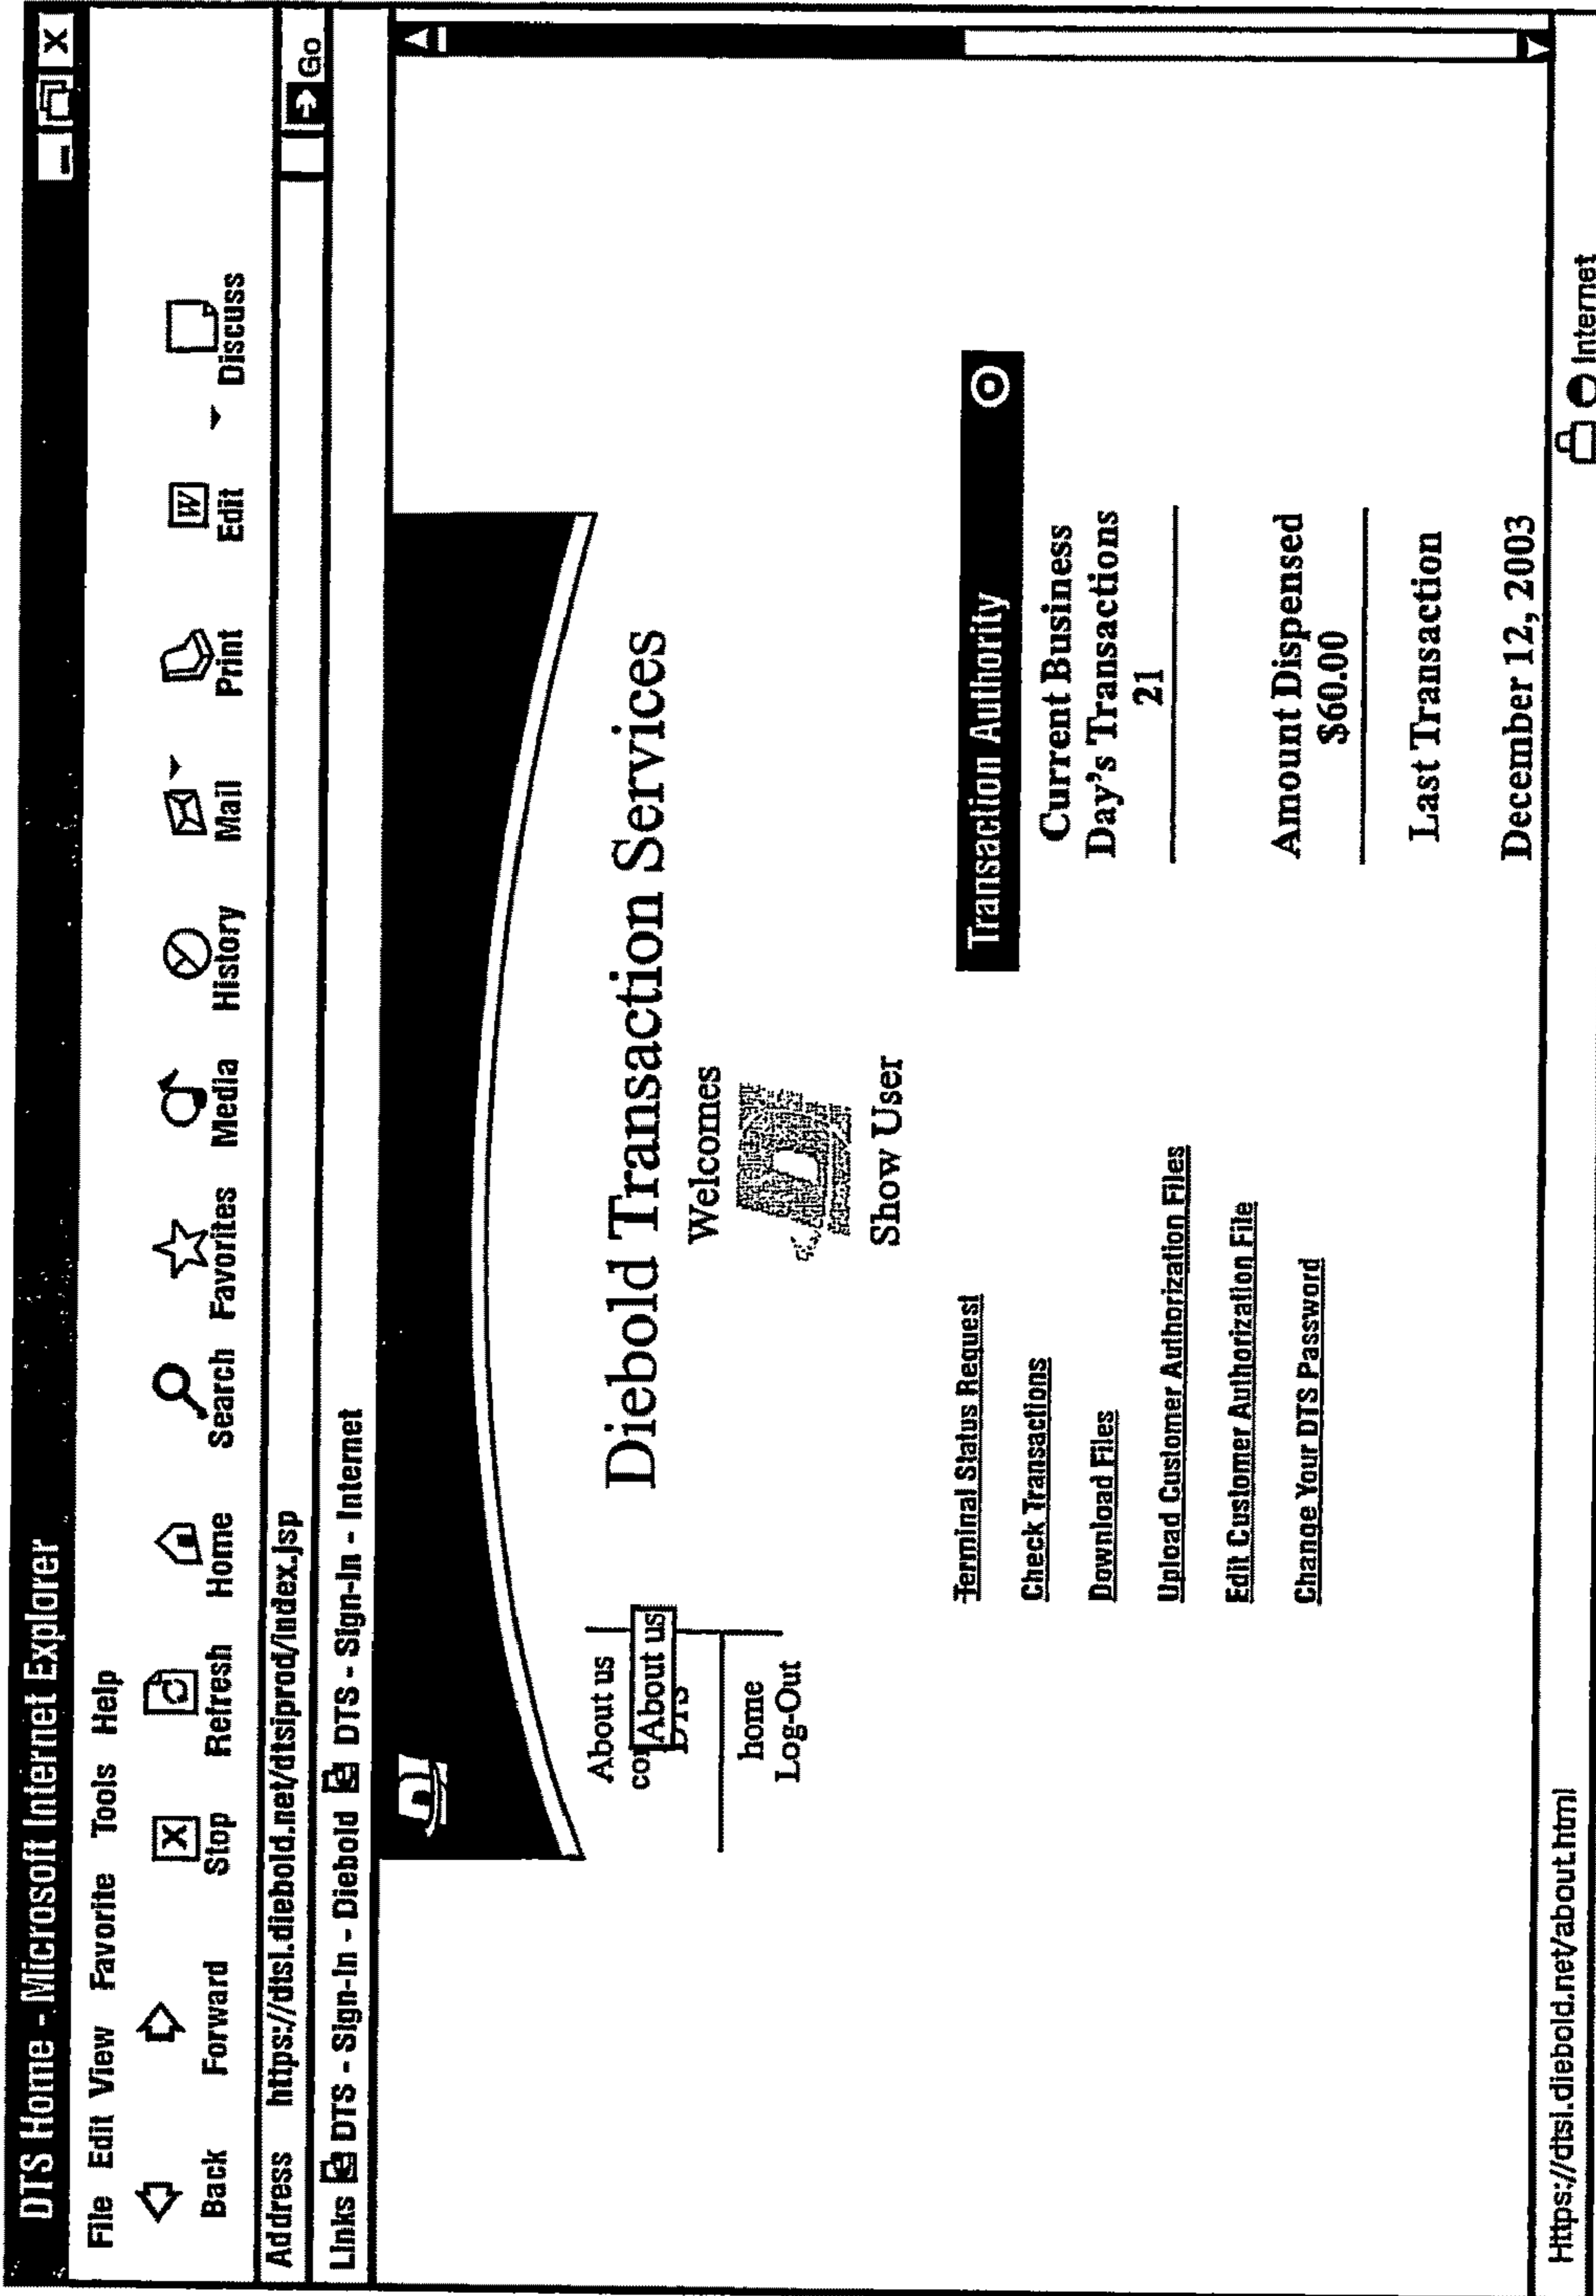 DTS Home - Microsoft Internet Explorer
File Edit View Favorite Tools Help
Back Forward Stop Refresh Home Search Favorites Media History Mail Print Edit Discuss
Address https://dtsi.diebold.net/dtsiprod/index.jsp Go
Links DTS - Sign-In - Diebold DTS - Sign-In - Internet
Diebold Transaction Services
Welcomes
Show User
About us
About us
DTS
home
Log-Out
Terminal Status Request
Check Transactions
Download Files
Upload Customer Authorization Files
Edit Customer Authorization File
Change Your DTS Password
Transaction Authority
Current Business
Day's Transactions
21
Amount Dispensed
$60.00
Last Transaction
December 12, 2003
Https://dtsi.diebold.net/about.html Internet